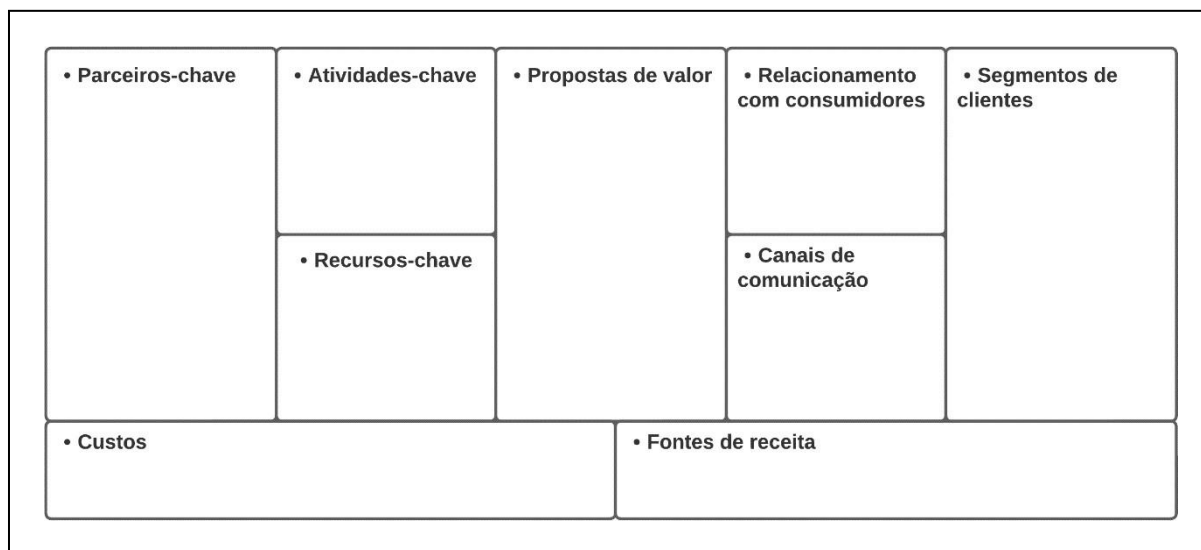 • Parceiros-chave
• Atividades-chave
• Recursos-chave
• Propostas de valor
• Relacionamento
com consumidores
• Canais de
comunicação
• Segmentos de
clientes
• Custos
• Fontes de receita